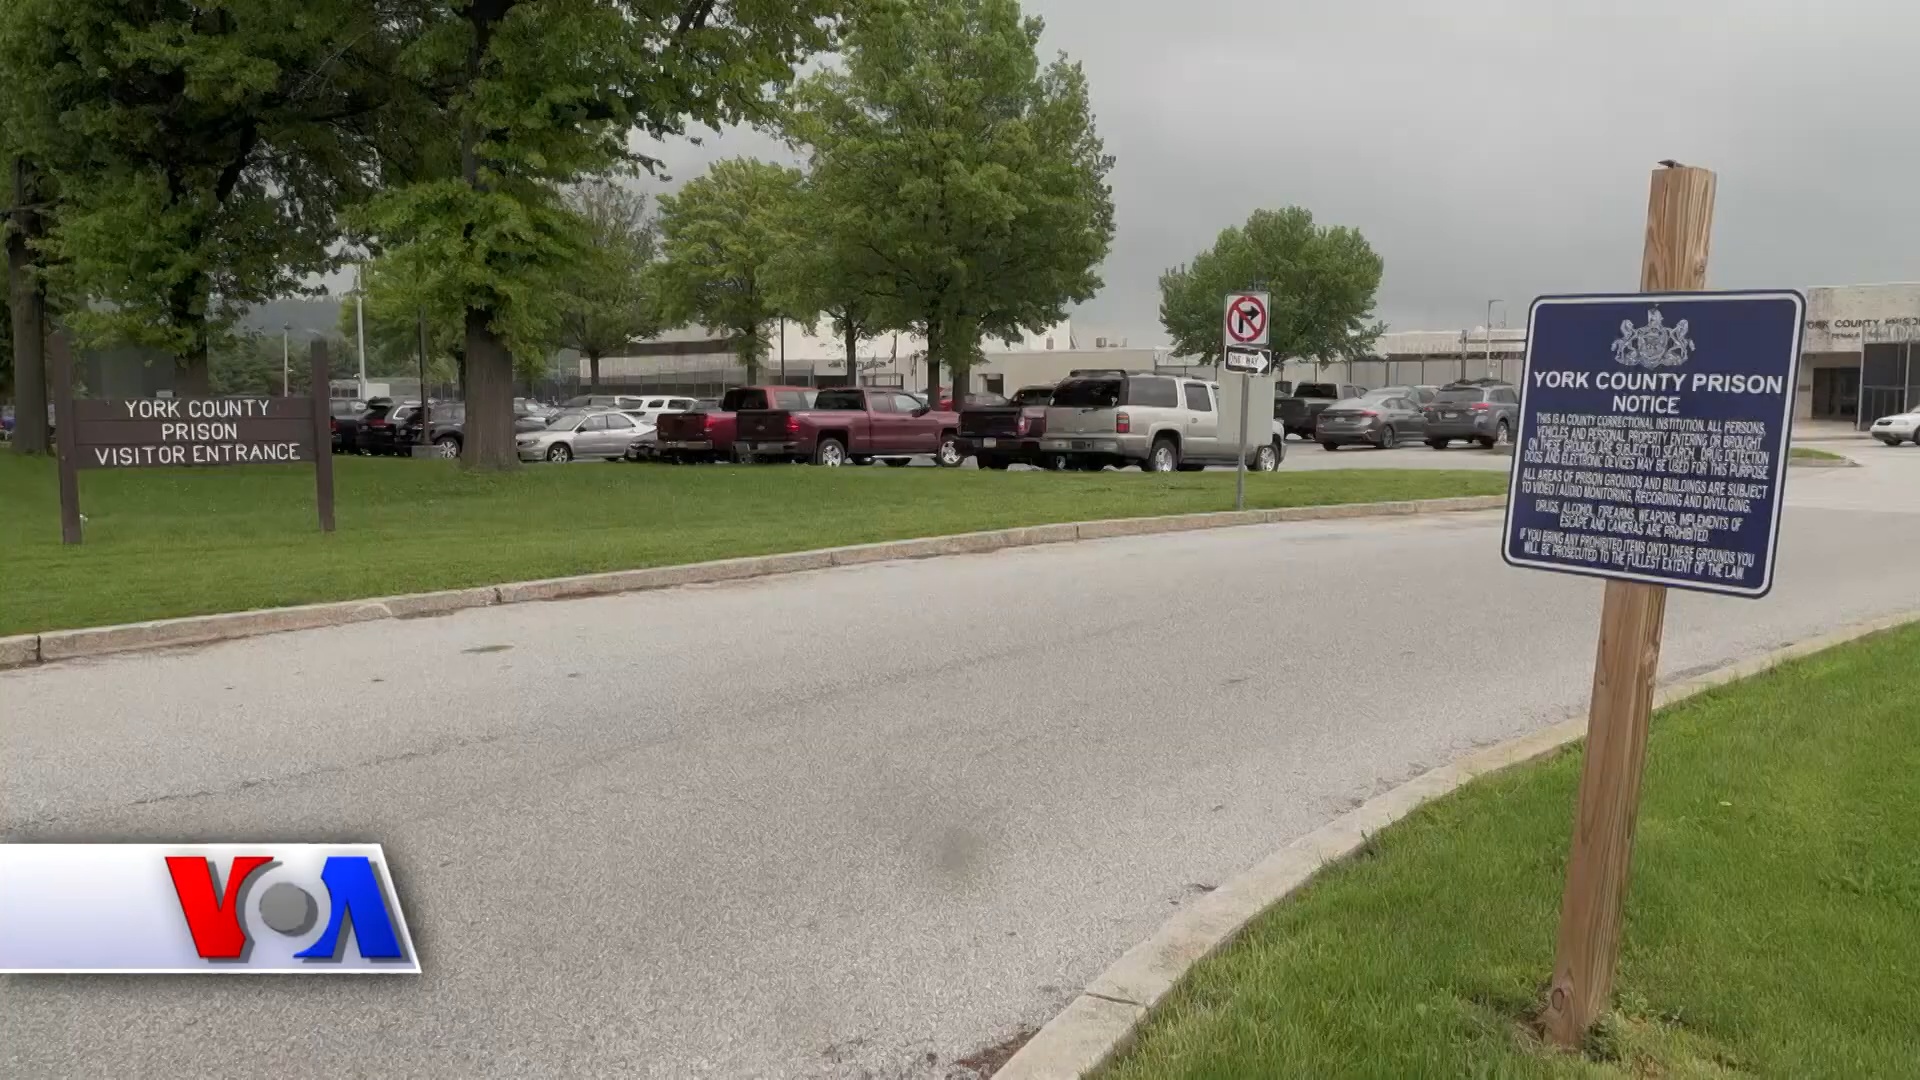 YORK COUNTY
PRISON
VISITOR ENTRANCE
ONE WAY
YORK COUNTY PRISON
YORK COUNTY PRISON
NOTICE
THIS IS A COUNTY CORRECTIONAL INSTITUTION. ALL PERSONS,
VEHICLES AND PERSONAL PROPERTY ENTERING OR BROUGHT
ON THESE GROUNDS ARE SUBJECT TO SEARCH. DRUG DETECTION
DOGS AND ELECTRONIC DEVICES MAY BE USED FOR THIS PURPOSE.
ALL AREAS OF PRISON GROUNDS AND BUILDINGS ARE SUBJECT
TO VIDEO/AUDIO MONITORING, RECORDING AND DIVULGING.
DRUGS, ALCOHOL, FIREARMS, WEAPONS, IMPLEMENTS OF
ESCAPE AND CAMERAS ARE PROHIBITED.
IF YOU BRING ANY PROHIBITED ITEMS ONTO THESE GROUNDS YOU
WILL BE PROSECUTED TO THE FULLEST EXTENT OF THE LAW.
VOA